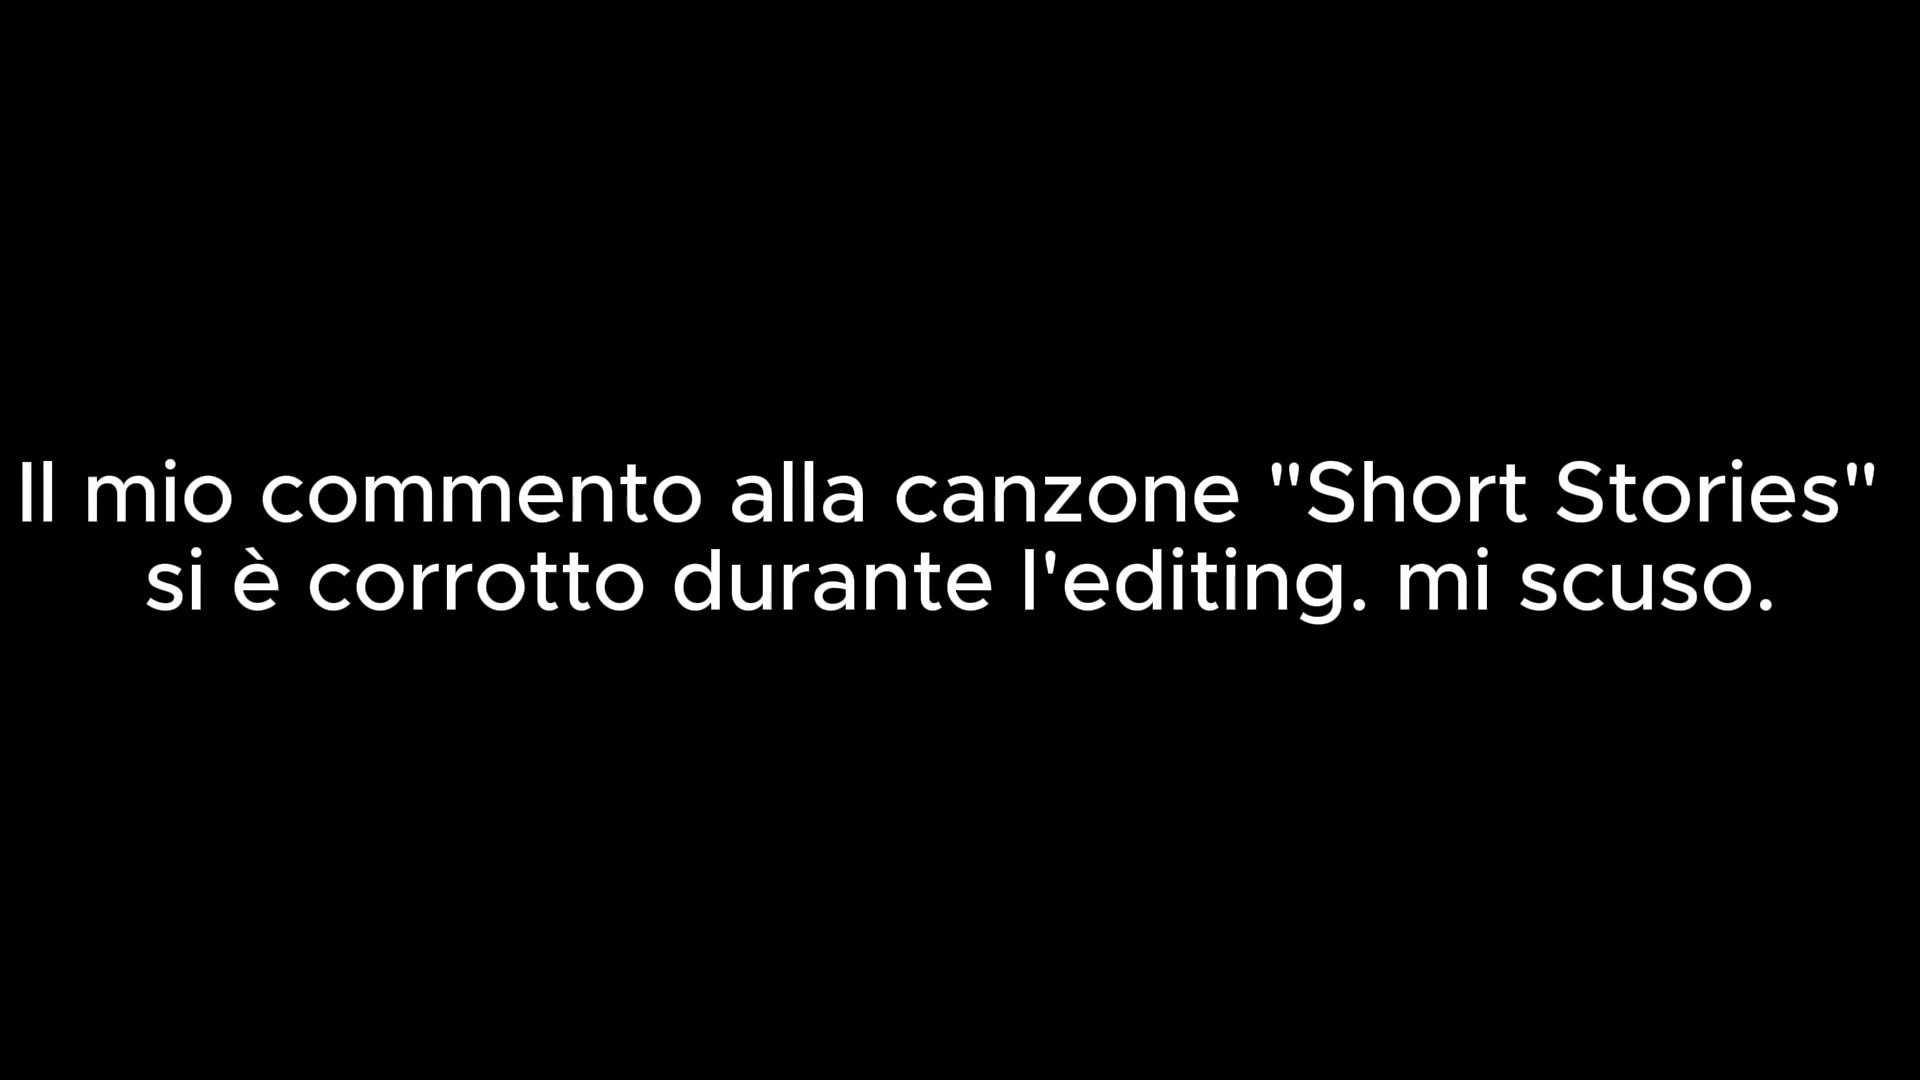 Il mio commento alla canzone "Short Stories"
si è corrotto durante l'editing. mi scuso.